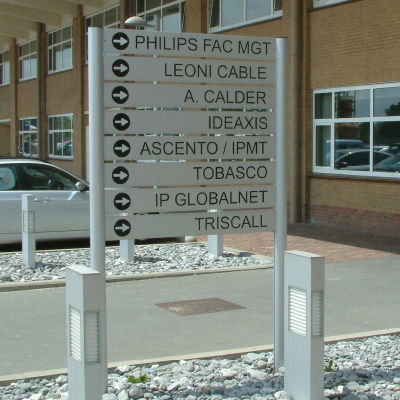 PHILIPS FAC MGT
LEONI CABLE
A. CALDER
IDEAXIS
ASCENTO / IPMT
TOBASCO
IP GLOBALNET
TRISCALL